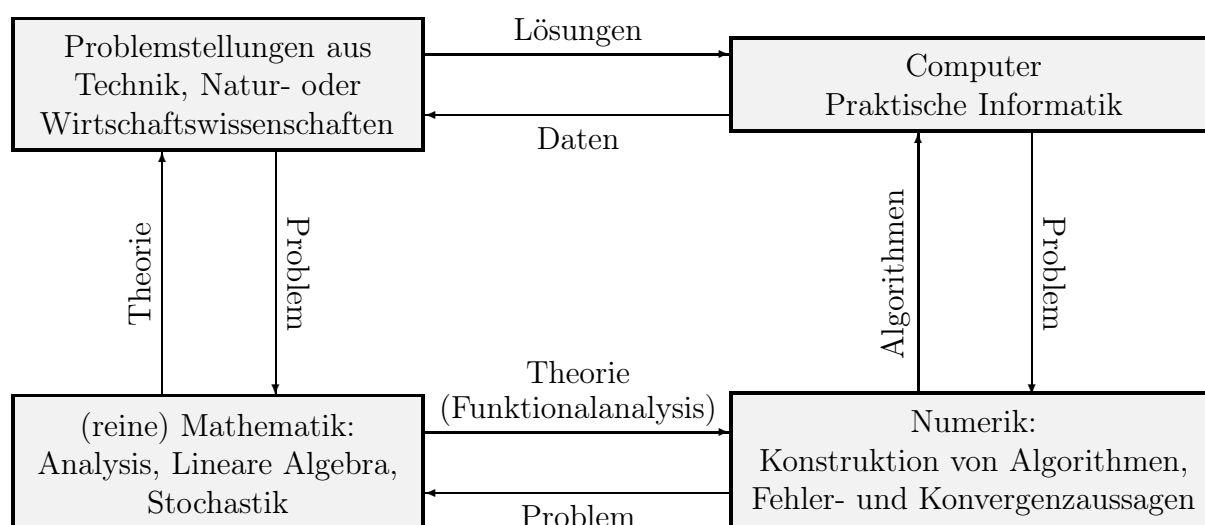 Problemstellungen aus
Technik, Natur- oder
Wirtschaftswissenschaften
Lösungen
Daten
Computer
Praktische Informatik
Theorie
Problem
Algorithmen
Problem
(reine) Mathematik:
Analysis, Lineare Algebra,
Stochastik
Theorie
(Funktionalanalysis)
Problem
Numerik:
Konstruktion von Algorithmen,
Fehler- und Konvergenzaussagen